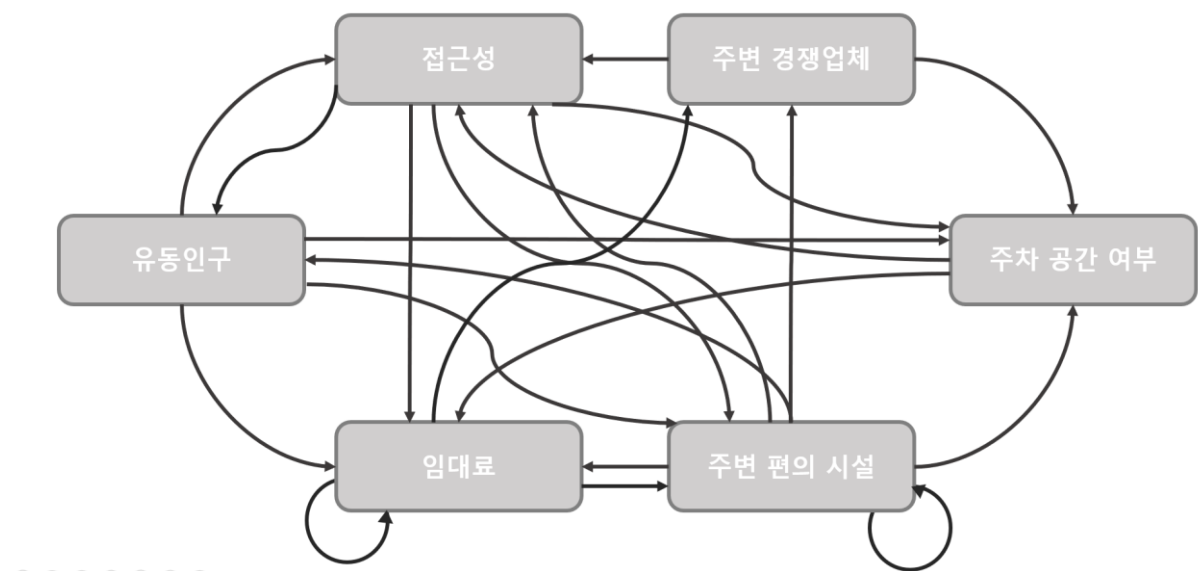 접근성
주변 경쟁업체
유동인구
주차 공간 여부
임대료
주변 편의 시설